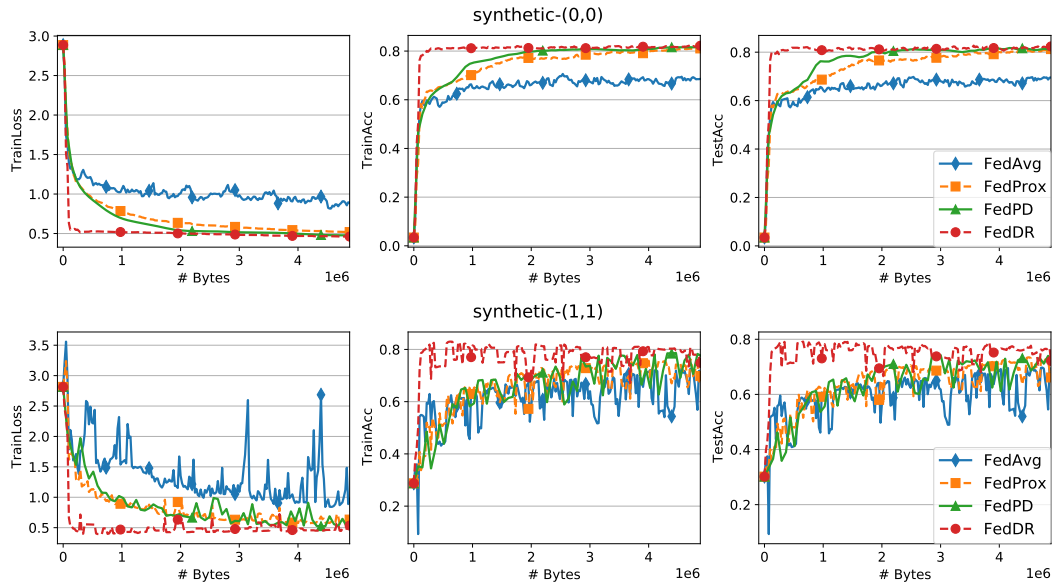 synthetic-(0,0)
TrainLoss
3.0
2.5
2.0
1.5
1.0
0.5
0 1 2 3 4
# Bytes
1e6
TrainAcc
0.8
0.6
0.4
0.2
0.0
0 1 2 3 4
# Bytes
1e6
TestAcc
0.8
0.6
0.4
0.2
0.0
FedAvg
FedProx
FedPD
FedDR
0 1 2 3 4
# Bytes
1e6
synthetic-(1,1)
TrainLoss
3.5
3.0
2.5
2.0
1.5
1.0
0.5
0 1 2 3 4
# Bytes
1e6
TrainAcc
0.8
0.6
0.4
0.2
0 1 2 3 4
# Bytes
1e6
TestAcc
0.8
0.6
0.4
0.2
FedAvg
FedProx
FedPD
FedDR
0 1 2 3 4
# Bytes
1e6